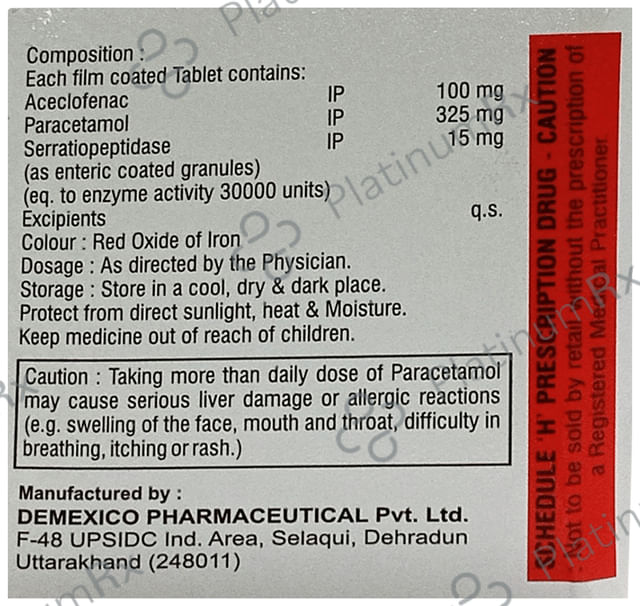 Composition :
Each film coated Tablet contains:
Aceclofenac IP 100 mg
Paracetamol IP 325 mg
Serratiopeptidase IP 15 mg
(as enteric coated granules)
(eq. to enzyme activity 30000 units)
Excipients q.s.
Colour : Red Oxide of Iron
Dosage : As directed by the Physician.
Storage : Store in a cool, dry & dark place.
Protect from direct sunlight, heat & Moisture.
Keep medicine out of reach of children.
Caution : Taking more than daily dose of Paracetamol
may cause serious liver damage or allergic reactions
(e.g. swelling of the face, mouth and throat, difficulty in
breathing, itching or rash.)
Manufactured by :
DEMEXICO PHARMACEUTICAL Pvt. Ltd.
F-48 UPSIDC Ind. Area, Selaqui, Dehradun
Uttarakhand (248011)
SCHEDULE 'H' PRESCRIPTION DRUG - CAUTION
: Not to be sold by retail without the prescription of
a Registered Medical Practitioner
PlatinumRx
PlatinumRx